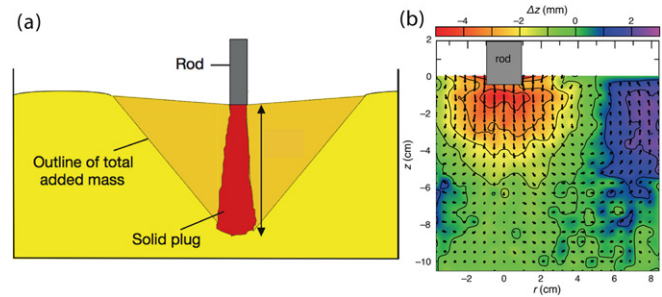 (a)
Rod
Outline of total
added mass
Solid plug
(b)
Δz (mm)
−4
−2
0
2
rod
2
0
−2
−4
−6
−8
−10
z (cm)
−2
0
2
4
6
8
r (cm)